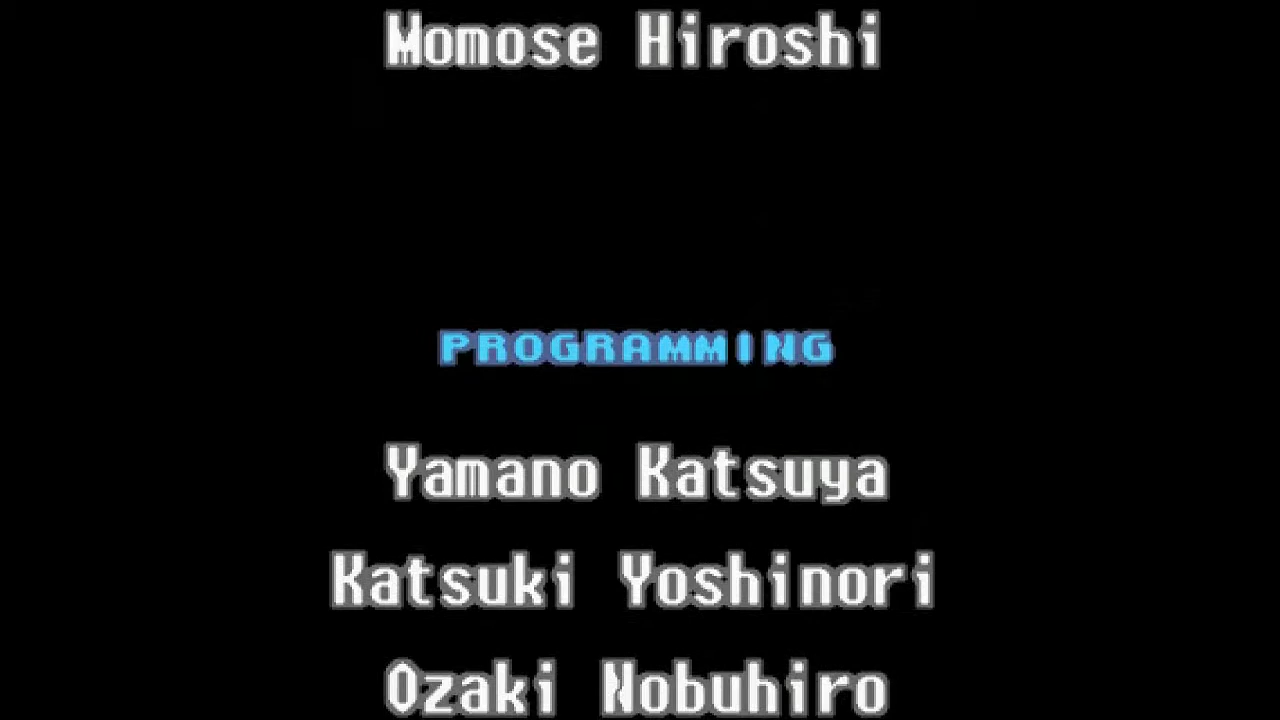 Momose Hiroshi
PROGRAMMING
Yamano Katsuya
Katsuki Yoshinori
Ozaki Nobuhiro